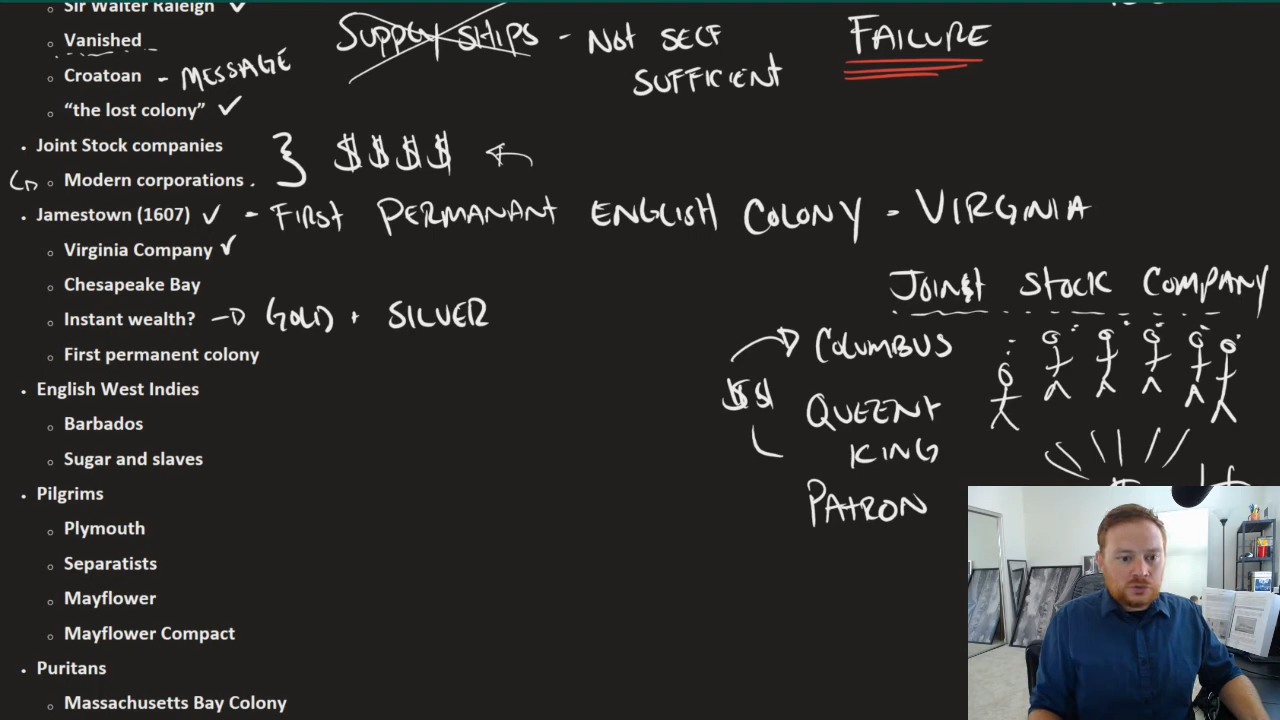 Sir Walter Raleigh
Vanished
Croatoan - MESSAGE
"the lost colony"
SUPPLY SHIPS - NOT SELF
SUFFICIENT
FAILURE
Joint Stock companies
$$$$
Modern corporations
Jamestown (1607) - FIRST PERMANANT ENGLISH COLONY - VIRGINIA
Virginia Company
Chesapeake Bay
Instant wealth? → GOLD + SILVER
First permanent colony
English West Indies
Barbados
Sugar and slaves
Pilgrims
Plymouth
Separatists
Mayflower
Mayflower Compact
Puritans
Massachusetts Bay Colony
JOINT STOCK COMPANY
COLUMBUS
$$
QUEEN +
KING
PATRON